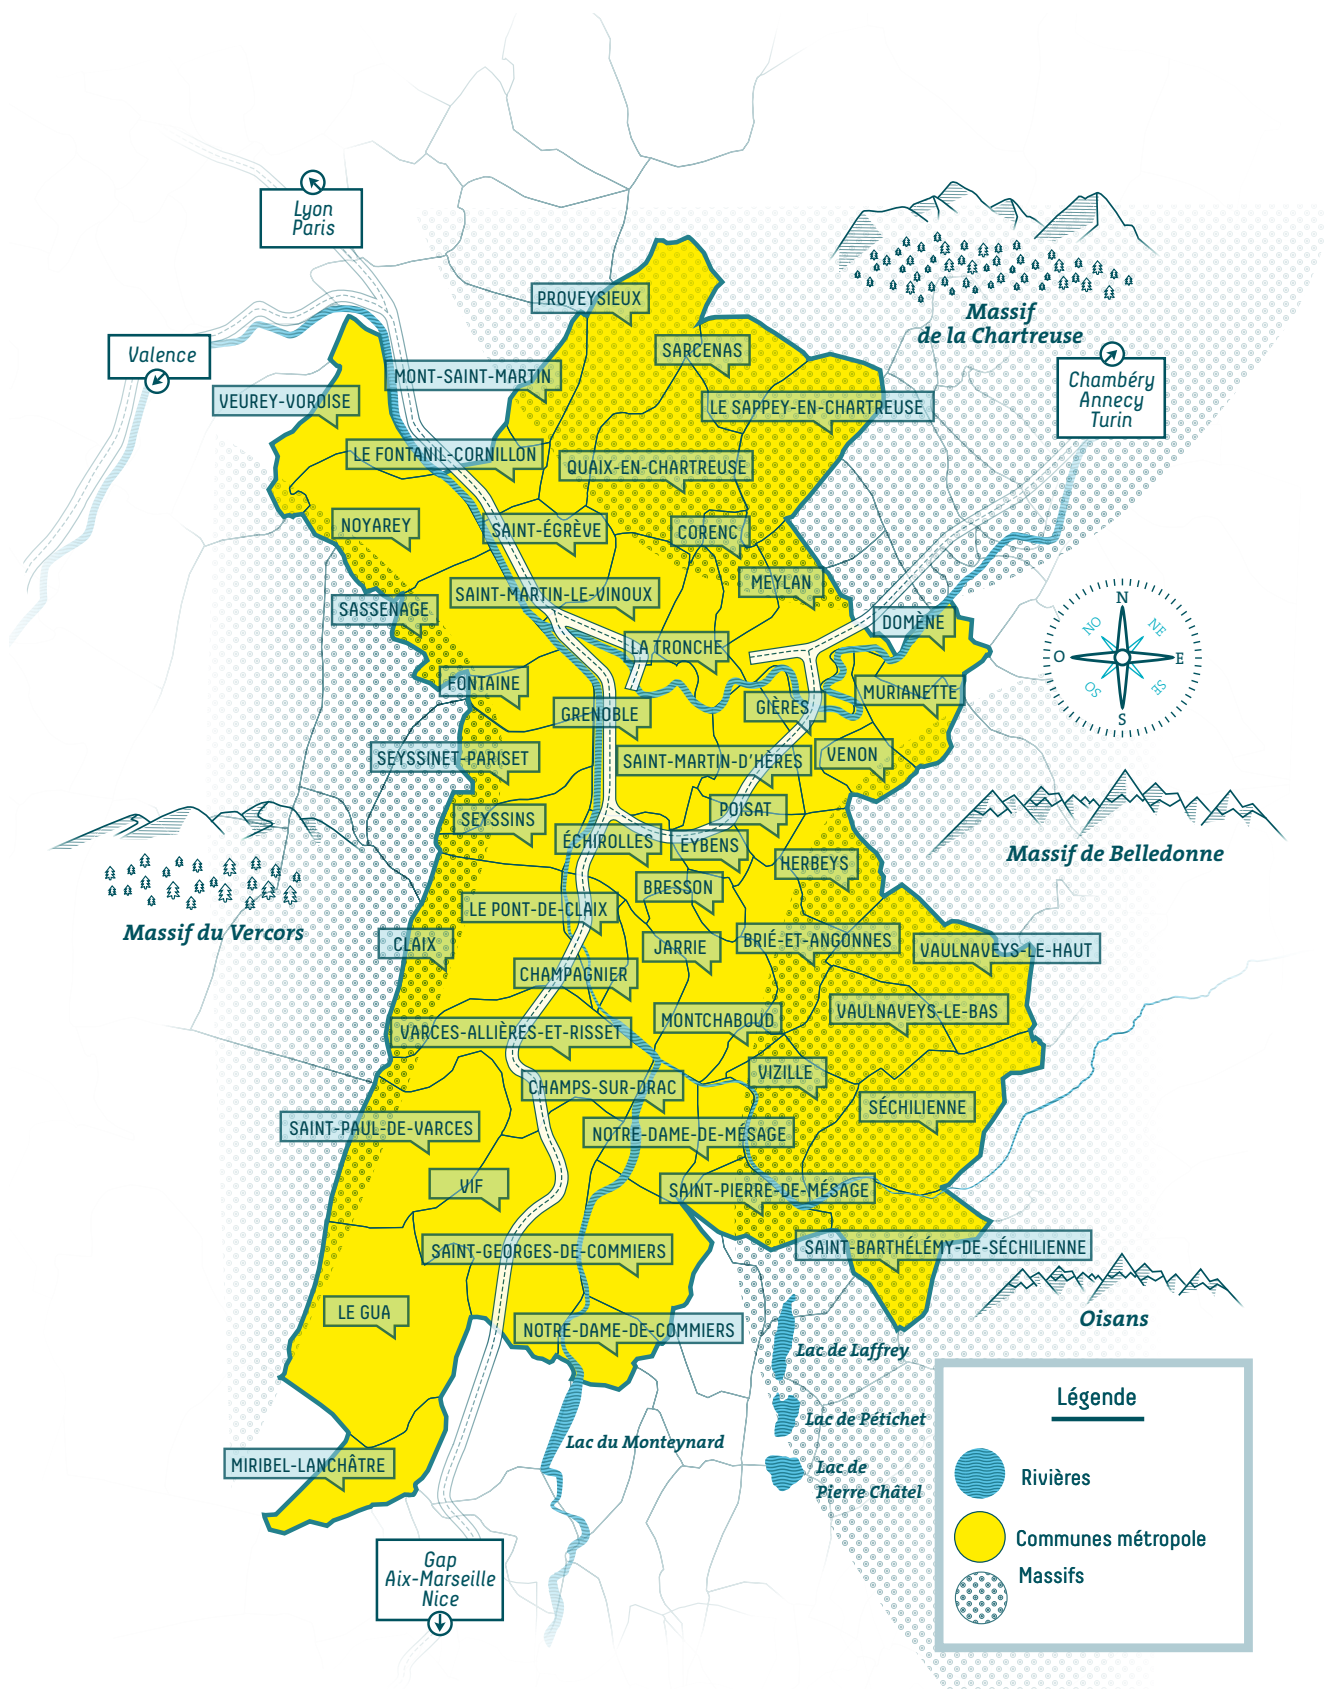 Lyon
Paris
PROVEYSIEUX
Massif
de la Chartreuse
Valence
SARCENAS
Chambéry
Annecy
Turin
MONT-SAINT-MARTIN
VEUREY-VOROISE
LE SAPPEY-EN-CHARTREUSE
LE FONTANIL-CORNILLON
QUAIX-EN-CHARTREUSE
NOYAREY
SAINT-ÉGRÈVE
CORENC
MEYLAN
SAINT-MARTIN-LE-VINOUX
SASSENAGE
DOMÈNE
N
NO
NE
O
E
SO
SE
S
LA TRONCHE
FONTAINE
MURIANETTE
GRENOBLE
GIÈRES
SEYSSINET-PARISET
SAINT-MARTIN-D'HÈRES
VENON
SEYSSINS
POISAT
ÉCHIROLLES
EYBENS
Massif de Belledonne
HERBEYS
BRESSON
LE PONT-DE-CLAIX
Massif du Vercors
CLAIX
JARRIE
BRIÉ-ET-ANGONNES
VAULNAVEYS-LE-HAUT
CHAMPAGNIER
VARCES-ALLIÈRES-ET-RISSET
MONTCHABOUD
VAULNAVEYS-LE-BAS
VIZILLE
CHAMPS-SUR-DRAC
SÉCHILIENNE
SAINT-PAUL-DE-VARCES
NOTRE-DAME-DE-MÉSAGE
VIF
SAINT-PIERRE-DE-MÉSAGE
SAINT-GEORGES-DE-COMMIERS
SAINT-BARTHÉLÉMY-DE-SÉCHILIENNE
LE GUA
Oisans
NOTRE-DAME-DE-COMMIERS
Lac de Laffrey
Lac de Pétichet
Lac du Monteynard
Lac de
Pierre Châtel
MIRIBEL-LANCHÂTRE
Gap
Aix-Marseille
Nice
Légende
Rivières
Communes métropole
Massifs